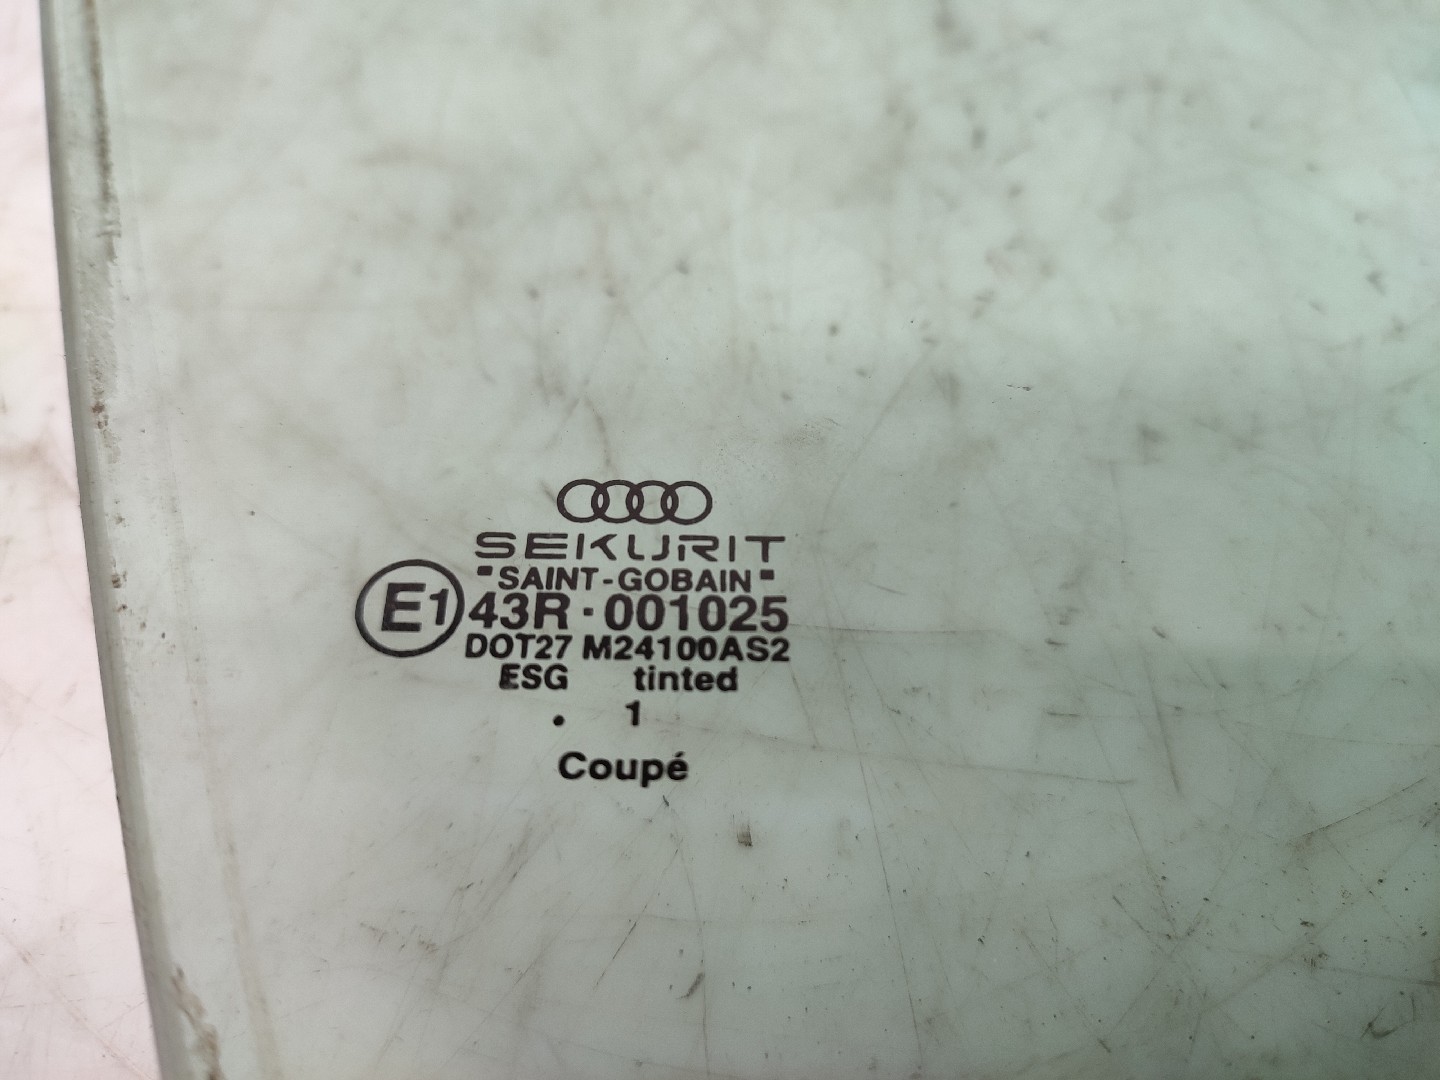 SEKURIT
"SAINT-GOBAIN"
E1 43R·001025
DOT27 M24100AS2
ESG tinted
. 1
Coupé